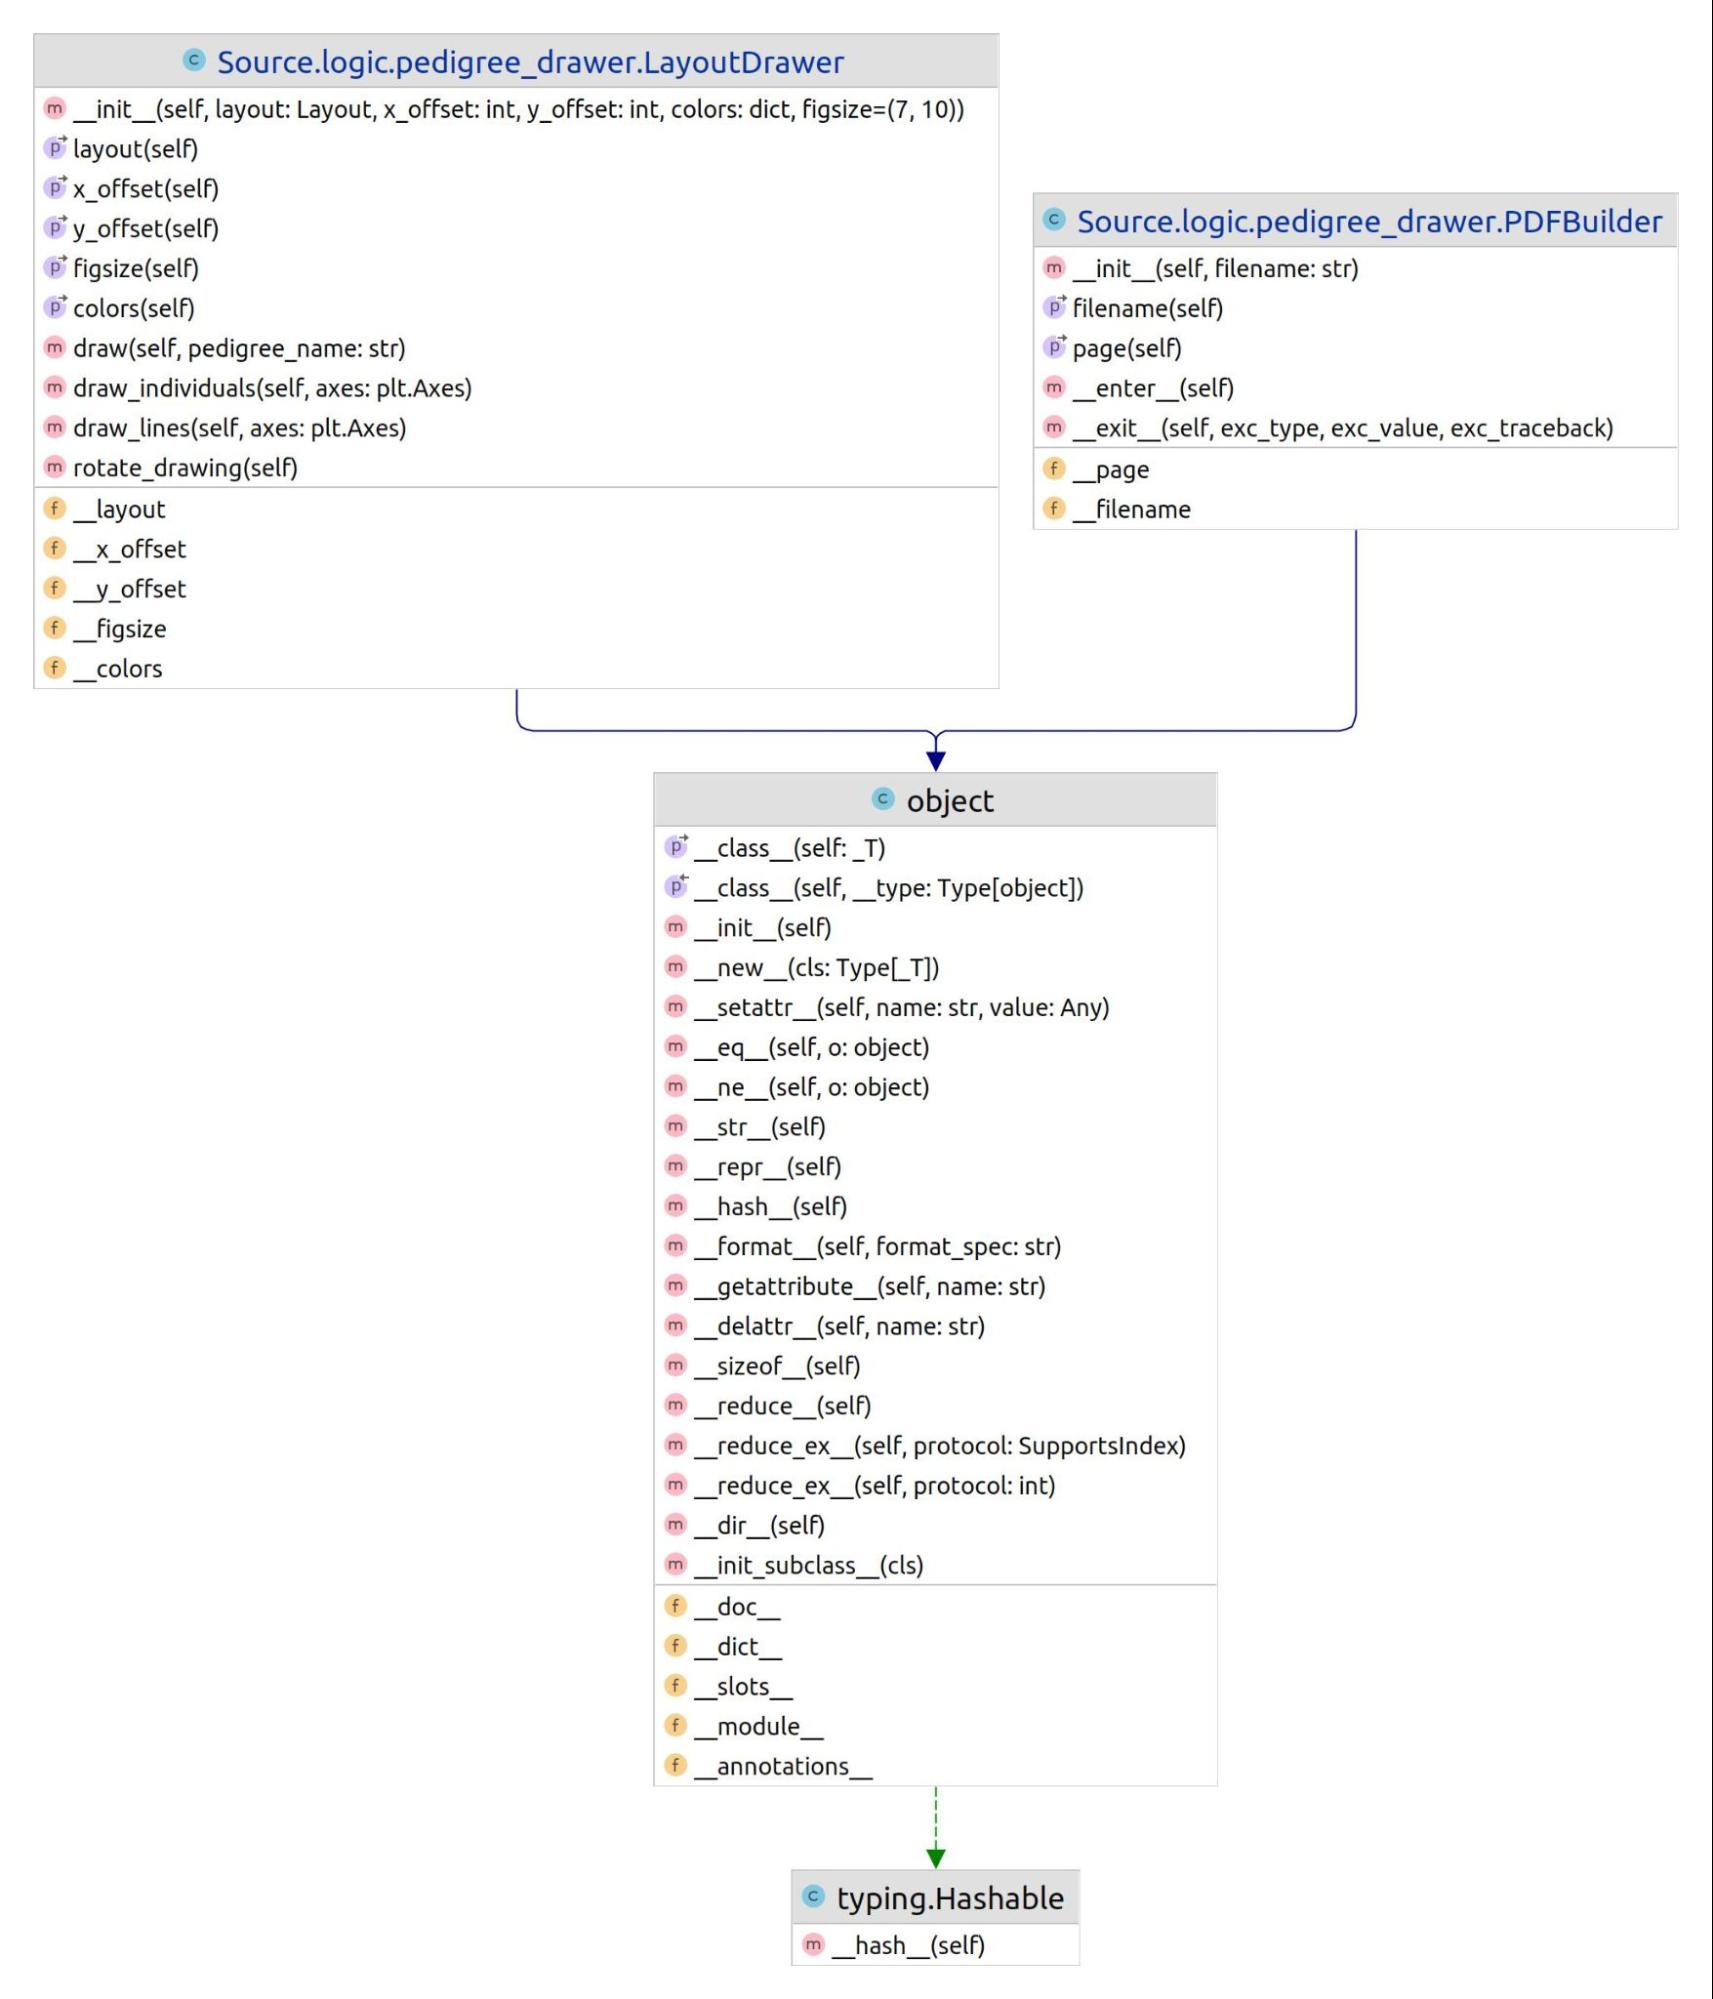 C Source.logic.pedigree_drawer.LayoutDrawer
m __init__(self, layout: Layout, x_offset: int, y_offset: int, colors: dict, figsize=(7, 10))
p layout(self)
p x_offset(self)
p y_offset(self)
p figsize(self)
p colors(self)
m draw(self, pedigree_name: str)
m draw_individuals(self, axes: plt.Axes)
m draw_lines(self, axes: plt.Axes)
m rotate_drawing(self)
f __layout
f __x_offset
f __y_offset
f __figsize
f __colors
C Source.logic.pedigree_drawer.PDFBuilder
m __init__(self, filename: str)
p filename(self)
p page(self)
m __enter__(self)
m __exit__(self, exc_type, exc_value, exc_traceback)
f __page
f __filename
C object
p __class__(self: _T)
p __class__(self, __type: Type[object])
m __init__(self)
m __new__(cls: Type[_T])
m __setattr__(self, name: str, value: Any)
m __eq__(self, o: object)
m __ne__(self, o: object)
m __str__(self)
m __repr__(self)
m __hash__(self)
m __format__(self, format_spec: str)
m __getattribute__(self, name: str)
m __delattr__(self, name: str)
m __sizeof__(self)
m __reduce__(self)
m __reduce_ex__(self, protocol: SupportsIndex)
m __reduce_ex__(self, protocol: int)
m __dir__(self)
m __init_subclass__(cls)
f __doc__
f __dict__
f __slots__
f __module__
f __annotations__
C typing.Hashable
m __hash__(self)